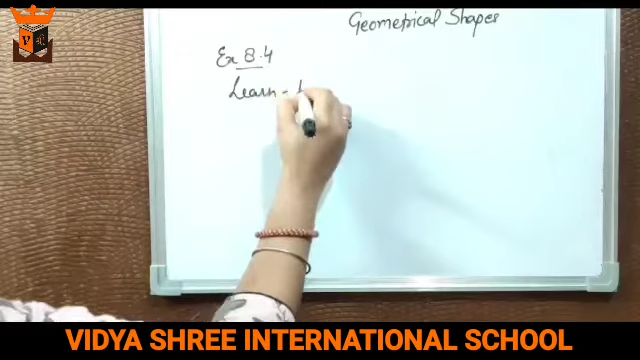 Geometrical Shapes
Ex 8.4
Learn -
VIDYA SHREE INTERNATIONAL SCHOOL